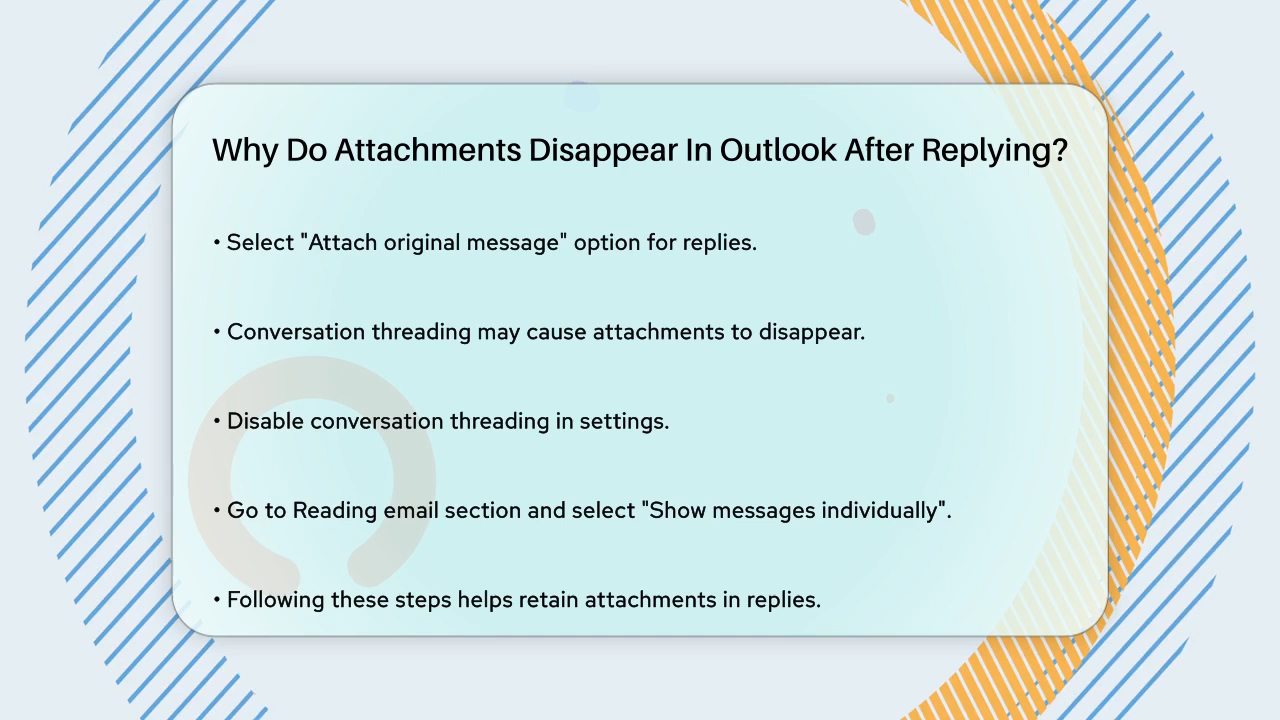 Why Do Attachments Disappear In Outlook After Replying?
• Select "Attach original message" option for replies.
• Conversation threading may cause attachments to disappear.
• Disable conversation threading in settings.
• Go to Reading email section and select "Show messages individually".
• Following these steps helps retain attachments in replies.